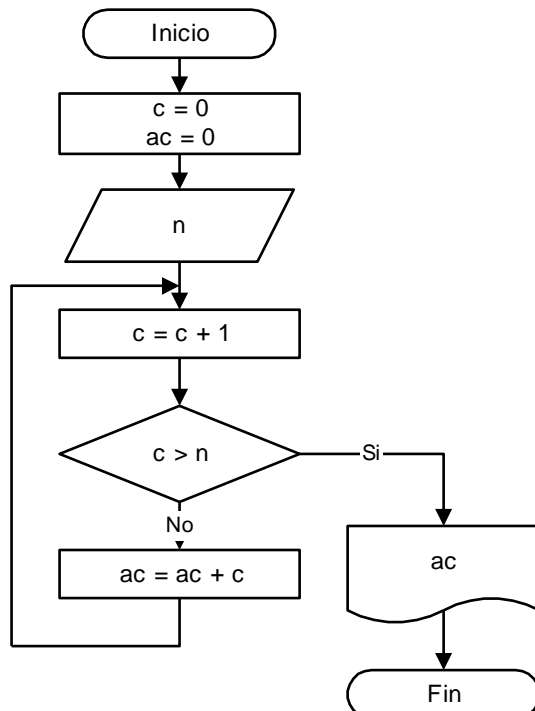 Inicio
c = 0
ac = 0
n
c = c + 1
c > n
Si
No
ac = ac + c
ac
Fin